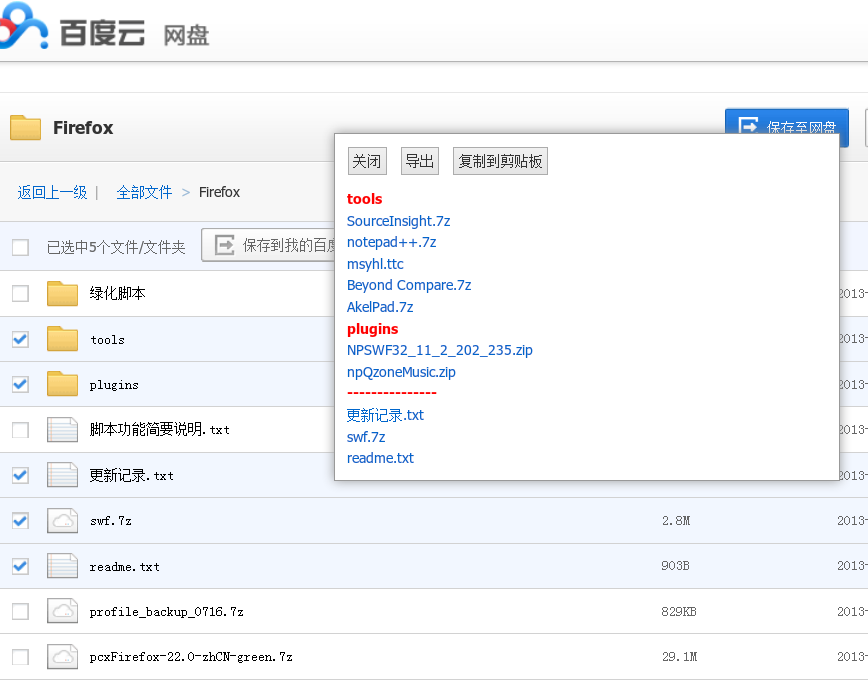 百度云 网盘
Firefox
保存至网盘
返回上一级 | 全部文件 > Firefox
已选中5个文件/文件夹
保存到我的百度
绿化脚本
2013-
tools
2013-
plugins
2013-
脚本功能简要说明.txt
2013-
更新记录.txt
2013-
swf.7z 2.8M 2013-
readme.txt 903B 2013-
profile_backup_0716.7z 829KB 2013-
pcxFirefox-22.0-zhCN-green.7z 29.1M 2013-
关闭 导出 复制到剪贴板
tools
SourceInsight.7z
notepad++.7z
msyhl.ttc
Beyond Compare.7z
AkelPad.7z
plugins
NPSWF32_11_2_202_235.zip
npQzoneMusic.zip
---------------
更新记录.txt
swf.7z
readme.txt